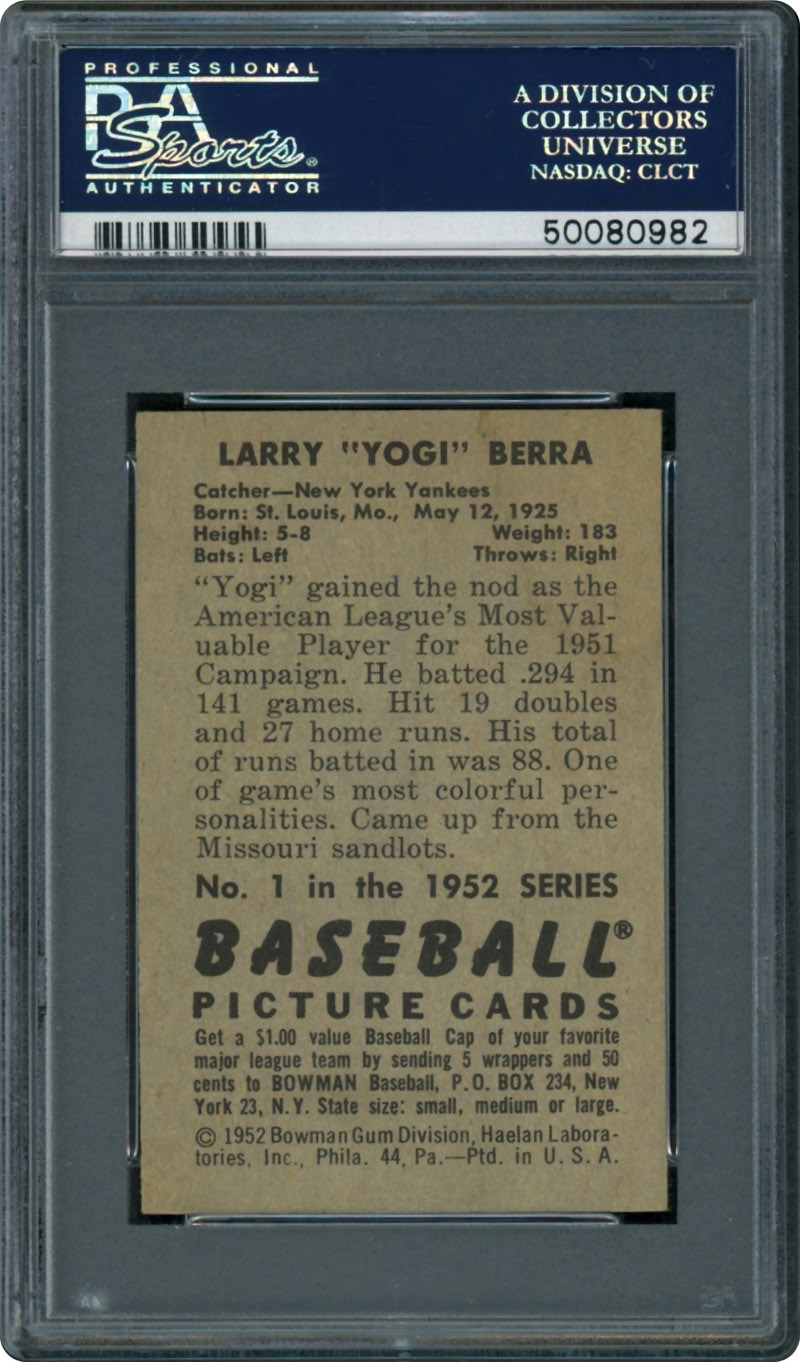 PROFESSIONAL
PSA
Sports®
AUTHENTICATOR
A DIVISION OF
COLLECTORS
UNIVERSE
NASDAQ: CLCT
50080982
LARRY "YOGI" BERRA
Catcher—New York Yankees
Born: St. Louis, Mo., May 12, 1925
Height: 5-8 Weight: 183
Bats: Left Throws: Right
"Yogi" gained the nod as the
American League's Most Val-
uable Player for the 1951
Campaign. He batted .294 in
141 games. Hit 19 doubles
and 27 home runs. His total
of runs batted in was 88. One
of game's most colorful per-
sonalities. Came up from the
Missouri sandlots.
No. 1 in the 1952 SERIES
BASEBALL®
PICTURE CARDS
Get a $1.00 value Baseball Cap of your favorite
major league team by sending 5 wrappers and 50
cents to BOWMAN Baseball, P.O. BOX 234, New
York 23, N.Y. State size: small, medium or large.
© 1952 Bowman Gum Division, Haelan Labora-
tories, Inc., Phila. 44, Pa.—Ptd. in U. S. A.